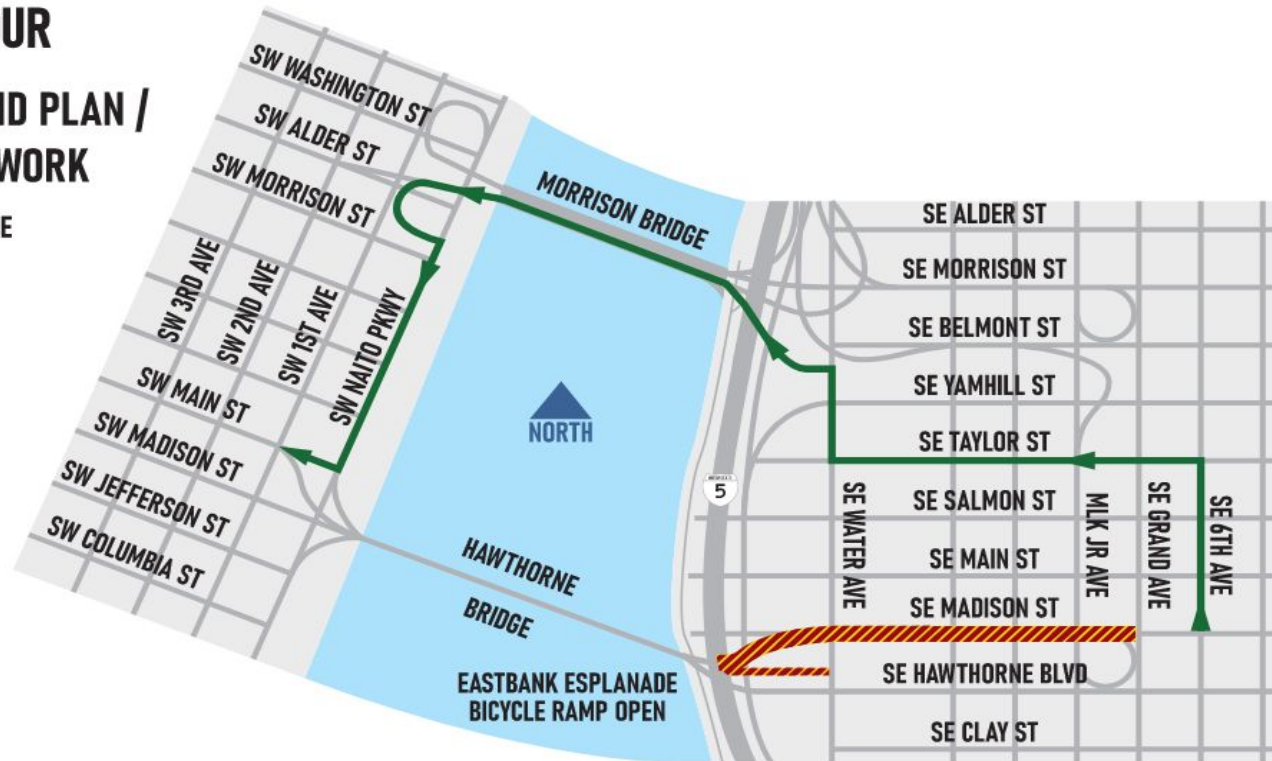 UR
ID PLAN /
WORK
E
SW WASHINGTON ST
SW ALDER ST
SW MORRISON ST
SW 3RD AVE
SW 2ND AVE
SW 1ST AVE
SW NAITO PKWY
SW MAIN ST
SW MADISON ST
SW JEFFERSON ST
SW COLUMBIA ST
MORRISON BRIDGE
NORTH
HAWTHORNE
BRIDGE
EASTBANK ESPLANADE
BICYCLE RAMP OPEN
5
SE ALDER ST
SE MORRISON ST
SE BELMONT ST
SE YAMHILL ST
SE TAYLOR ST
SE SALMON ST
SE MAIN ST
SE MADISON ST
SE HAWTHORNE BLVD
SE CLAY ST
SE WATER AVE
MLK JR AVE
SE GRAND AVE
SE 6TH AVE